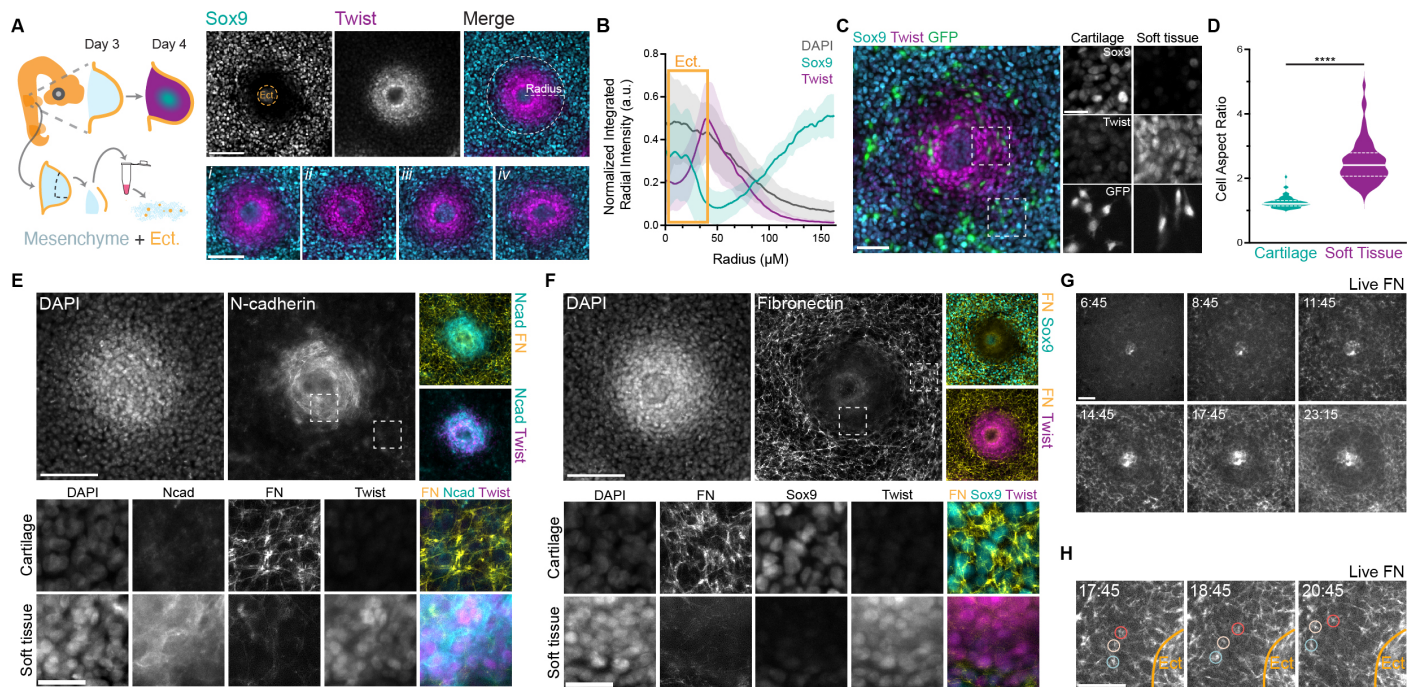 A
Day 3
Day 4
Mesenchyme + Ect.
Sox9
Twist
Merge
Ect
Radius
i
ii
iii
iv
B
Normalized Integrated
Radial Intensity (a.u.)
0.8
0.6
0.4
0.2
0.0
Ect.
DAPI
Sox9
Twist
0
50
100
150
Radius (µM)
C
Sox9 Twist GFP
Cartilage
Soft tissue
Sox9
Twist
GFP
D
Cell Aspect Ratio
6
4
2
0
****
Cartilage
Soft Tissue
E
DAPI
N-cadherin
Ncad FN
Ncad Twist
DAPI
Ncad
FN
Twist
FN Ncad Twist
Cartilage
Soft tissue
F
DAPI
Fibronectin
FN Sox9
FN Twist
DAPI
FN
Sox9
Twist
FN Sox9 Twist
Cartilage
Soft tissue
G
Live FN
6:45
8:45
11:45
14:45
17:45
23:15
H
Live FN
17:45
18:45
20:45
Ect
Ect
Ect